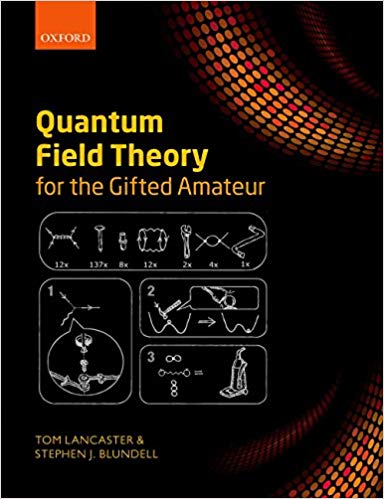 OXFORD
Quantum
Field Theory
for the Gifted Amateur
12x 137x 8x 12x 2x 4x 1x
1
2
3
TOM LANCASTER &
STEPHEN J. BLUNDELL